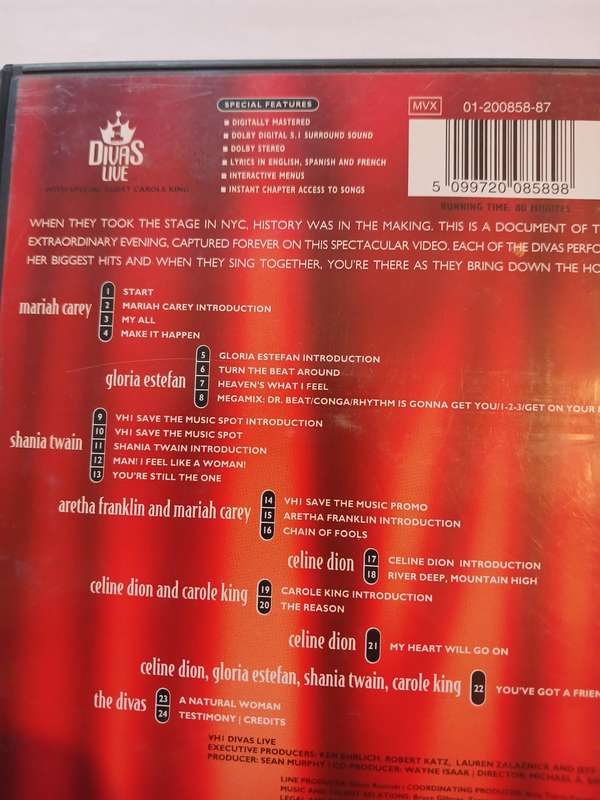 SPECIAL FEATURES
DIGITALLY MASTERED
DOLBY DIGITAL 5.1 SURROUND SOUND
DOLBY STEREO
LYRICS IN ENGLISH, SPANISH AND FRENCH
INTERACTIVE MENUS
INSTANT CHAPTER ACCESS TO SONGS
MVX 01-200858-87
5 099720 085898
RUNNING TIME: 80 MINUTES
DIVAS
LIVE
WITH SPECIAL GUEST CAROLE KING
WHEN THEY TOOK THE STAGE IN NYC, HISTORY WAS IN THE MAKING. THIS IS A DOCUMENT OF
EXTRAORDINARY EVENING, CAPTURED FOREVER ON THIS SPECTACULAR VIDEO. EACH OF THE DIVAS PERFO
HER BIGGEST HITS AND WHEN THEY SING TOGETHER, YOU'RE THERE AS THEY BRING DOWN THE HO
mariah carey
1 START
2 MARIAH CAREY INTRODUCTION
3 MY ALL
4 MAKE IT HAPPEN
gloria estefan
5 GLORIA ESTEFAN INTRODUCTION
6 TURN THE BEAT AROUND
7 HEAVEN'S WHAT I FEEL
8 MEGAMIX: DR. BEAT/CONGA/RHYTHM IS GONNA GET YOU/1-2-3/GET ON YOUR
shania twain
9 VH1 SAVE THE MUSIC SPOT INTRODUCTION
10 VH1 SAVE THE MUSIC SPOT
11 SHANIA TWAIN INTRODUCTION
12 MAN! I FEEL LIKE A WOMAN!
13 YOU'RE STILL THE ONE
aretha franklin and mariah carey
14 VH1 SAVE THE MUSIC PROMO
15 ARETHA FRANKLIN INTRODUCTION
16 CHAIN OF FOOLS
celine dion
17 CELINE DION INTRODUCTION
18 RIVER DEEP, MOUNTAIN HIGH
celine dion and carole king
19 CAROLE KING INTRODUCTION
20 THE REASON
celine dion
21 MY HEART WILL GO ON
celine dion, gloria estefan, shania twain, carole king
22 YOU'VE GOT A FRIEN
the divas
23 A NATURAL WOMAN
24 TESTIMONY | CREDITS
VH1 DIVAS LIVE
EXECUTIVE PRODUCERS: KEN EHRLICH, ROBERT KATZ, LAUREN ZALAZNICK AND JEFF
PRODUCER: SEAN MURPHY | CO-PRODUCER: WAYNE ISAAK | DIRECTOR: MICHAEL A.